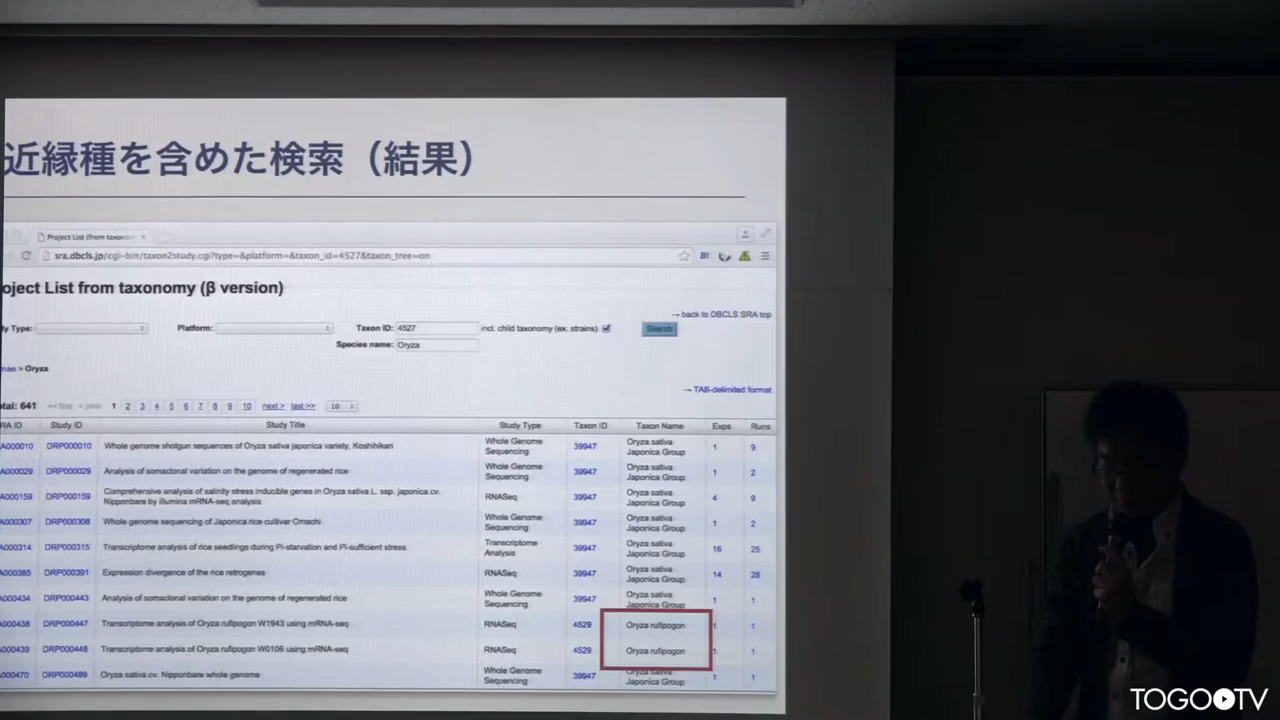 近縁種を含めた検索（結果）
Project List (from taxono
sra.dbcls.jp/cgi-bin/taxon2study.cgi?type=&platform=&taxon_id=4527&taxon_tree=on
oject List from taxonomy (β version)
→ back to DBCLS SRA top
dy Type: Platform: Taxon ID: 4527 incl. child taxonomy (ex. strains) Search
Species name: Oryza
nae > Oryza
→ TAB-delimited format
otal: 641 << first < prev 1 2 3 4 5 6 7 8 9 10 next > last >> 10
RA ID Study ID Study Title Study Type Taxon ID Taxon Name Exps Runs
A000010 DRP000010 Whole genome shotgun sequences of Oryza sativa japonica variety, Koshihikari Whole Genome Sequencing 39947 Oryza sativa Japonica Group 1 9
A000029 DRP000029 Analysis of somaclonal variation on the genome of regenerated rice Whole Genome Sequencing 39947 Oryza sativa Japonica Group 1 2
A000159 DRP000159 Comprehensive analysis of salinity stress inducible genes in Oryza sativa L. ssp. japonica cv. Nipponbare by illumina mRNA-seq analysis RNASeq 39947 Oryza sativa Japonica Group 4 9
A000307 DRP000308 Whole genome sequencing of Japonica rice cultivar Omachi Whole Genome Sequencing 39947 Oryza sativa Japonica Group 1 2
A000314 DRP000315 Transcriptome analysis of rice seedlings during Pi-starvation and Pi-sufficient stress Transcriptome Analysis 39947 Oryza sativa Japonica Group 16 25
A000385 DRP000391 Expression divergence of the rice retrogenes RNASeq 39947 Oryza sativa Japonica Group 14 28
A000434 DRP000443 Analysis of somaclonal variation on the genome of regenerated rice Whole Genome Sequencing 39947 Oryza sativa Japonica Group 1 1
A000438 DRP000447 Transcriptome analysis of Oryza rufipogon W1943 using mRNA-seq RNASeq 4529 Oryza rufipogon 1 1
A000439 DRP000448 Transcriptome analysis of Oryza rufipogon W0106 using mRNA-seq RNASeq 4529 Oryza rufipogon 1 1
A000470 DRP000489 Oryza sativa cv. Nipponbare whole genome Whole Genome Sequencing 39947 Oryza sativa Japonica Group 1 1
TOGOTV